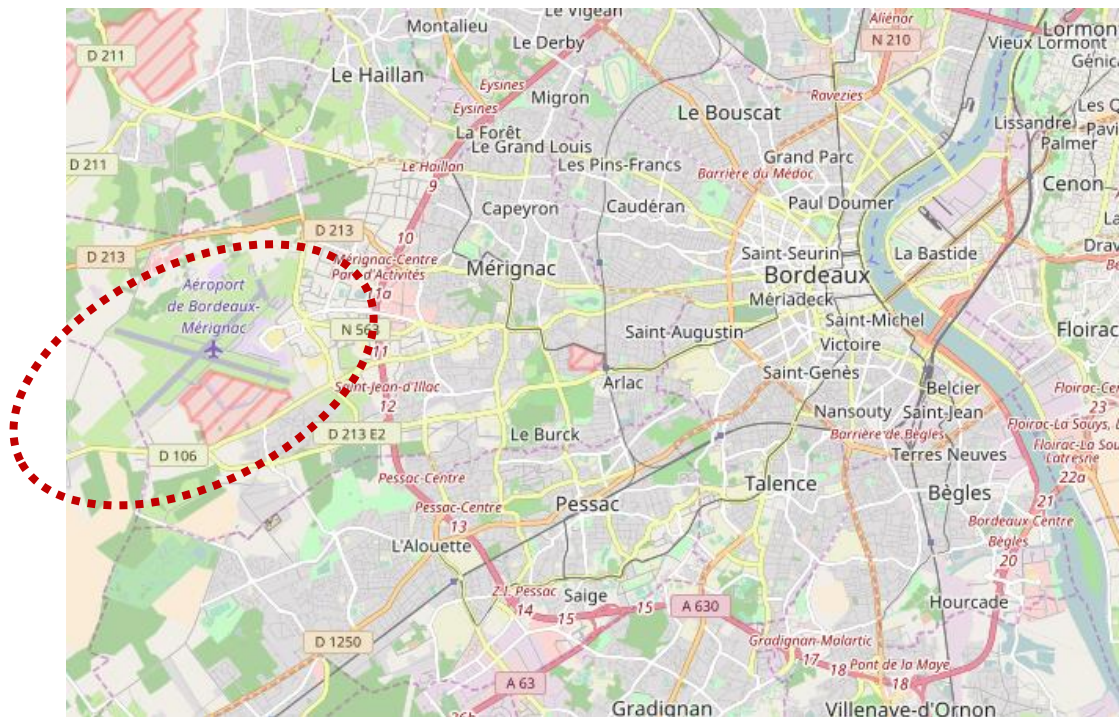 Le Vigean
Aliénor
Montalieu
Lormon
N 210
Vieux Lormont
Le Derby
D 211
Génica
Le Haillan
Eysines
Migron
Ravezies
Les Q
Eysines
Le Bouscat
Lissandre
Pavi
La Forêt
Palmer
Le Grand Louis
Grand Parc
D 211
Le Haillan
Les Pins-Francs
Barrière du Médoc
9
Cenon
Capeyron
Caudéran
Paul Doumer
La
D 213
10
Saint-Seurin
Drav
D 213
Mérignac-Centre
Mérignac
La Bastide
Parc d'Activités
Bordeaux
Aéroport
de Bordeaux-
Mérignac
11a
Mériadeck
N 563
Saint-Augustin
Saint-Michel
Floirac
Victoire
11
Saint-Genès
Saint-Jean-d'Illac
Arlac
Belcier
Floirac-Cen
12
Nansouty
Saint-Jean
23
D 213 E2
Le Burck
Barrière de Bègles
Floirac-La Souys, B
D 106
Terres Neuves
Floirac-La Sou
Latresne
Pessac-Centre
Talence
22a
Bègles
21
Pessac-Centre
Pessac
Bordeaux Centre
13
Bègles
L'Alouette
20
Z.I. Pessac
Saige
Hourcade
14
15
15
A 630
D 1250
Gradignan-Malartic
17
Pont de la Maye
18
18
A 63
26b
Gradignan
Villenave-d'Ornon